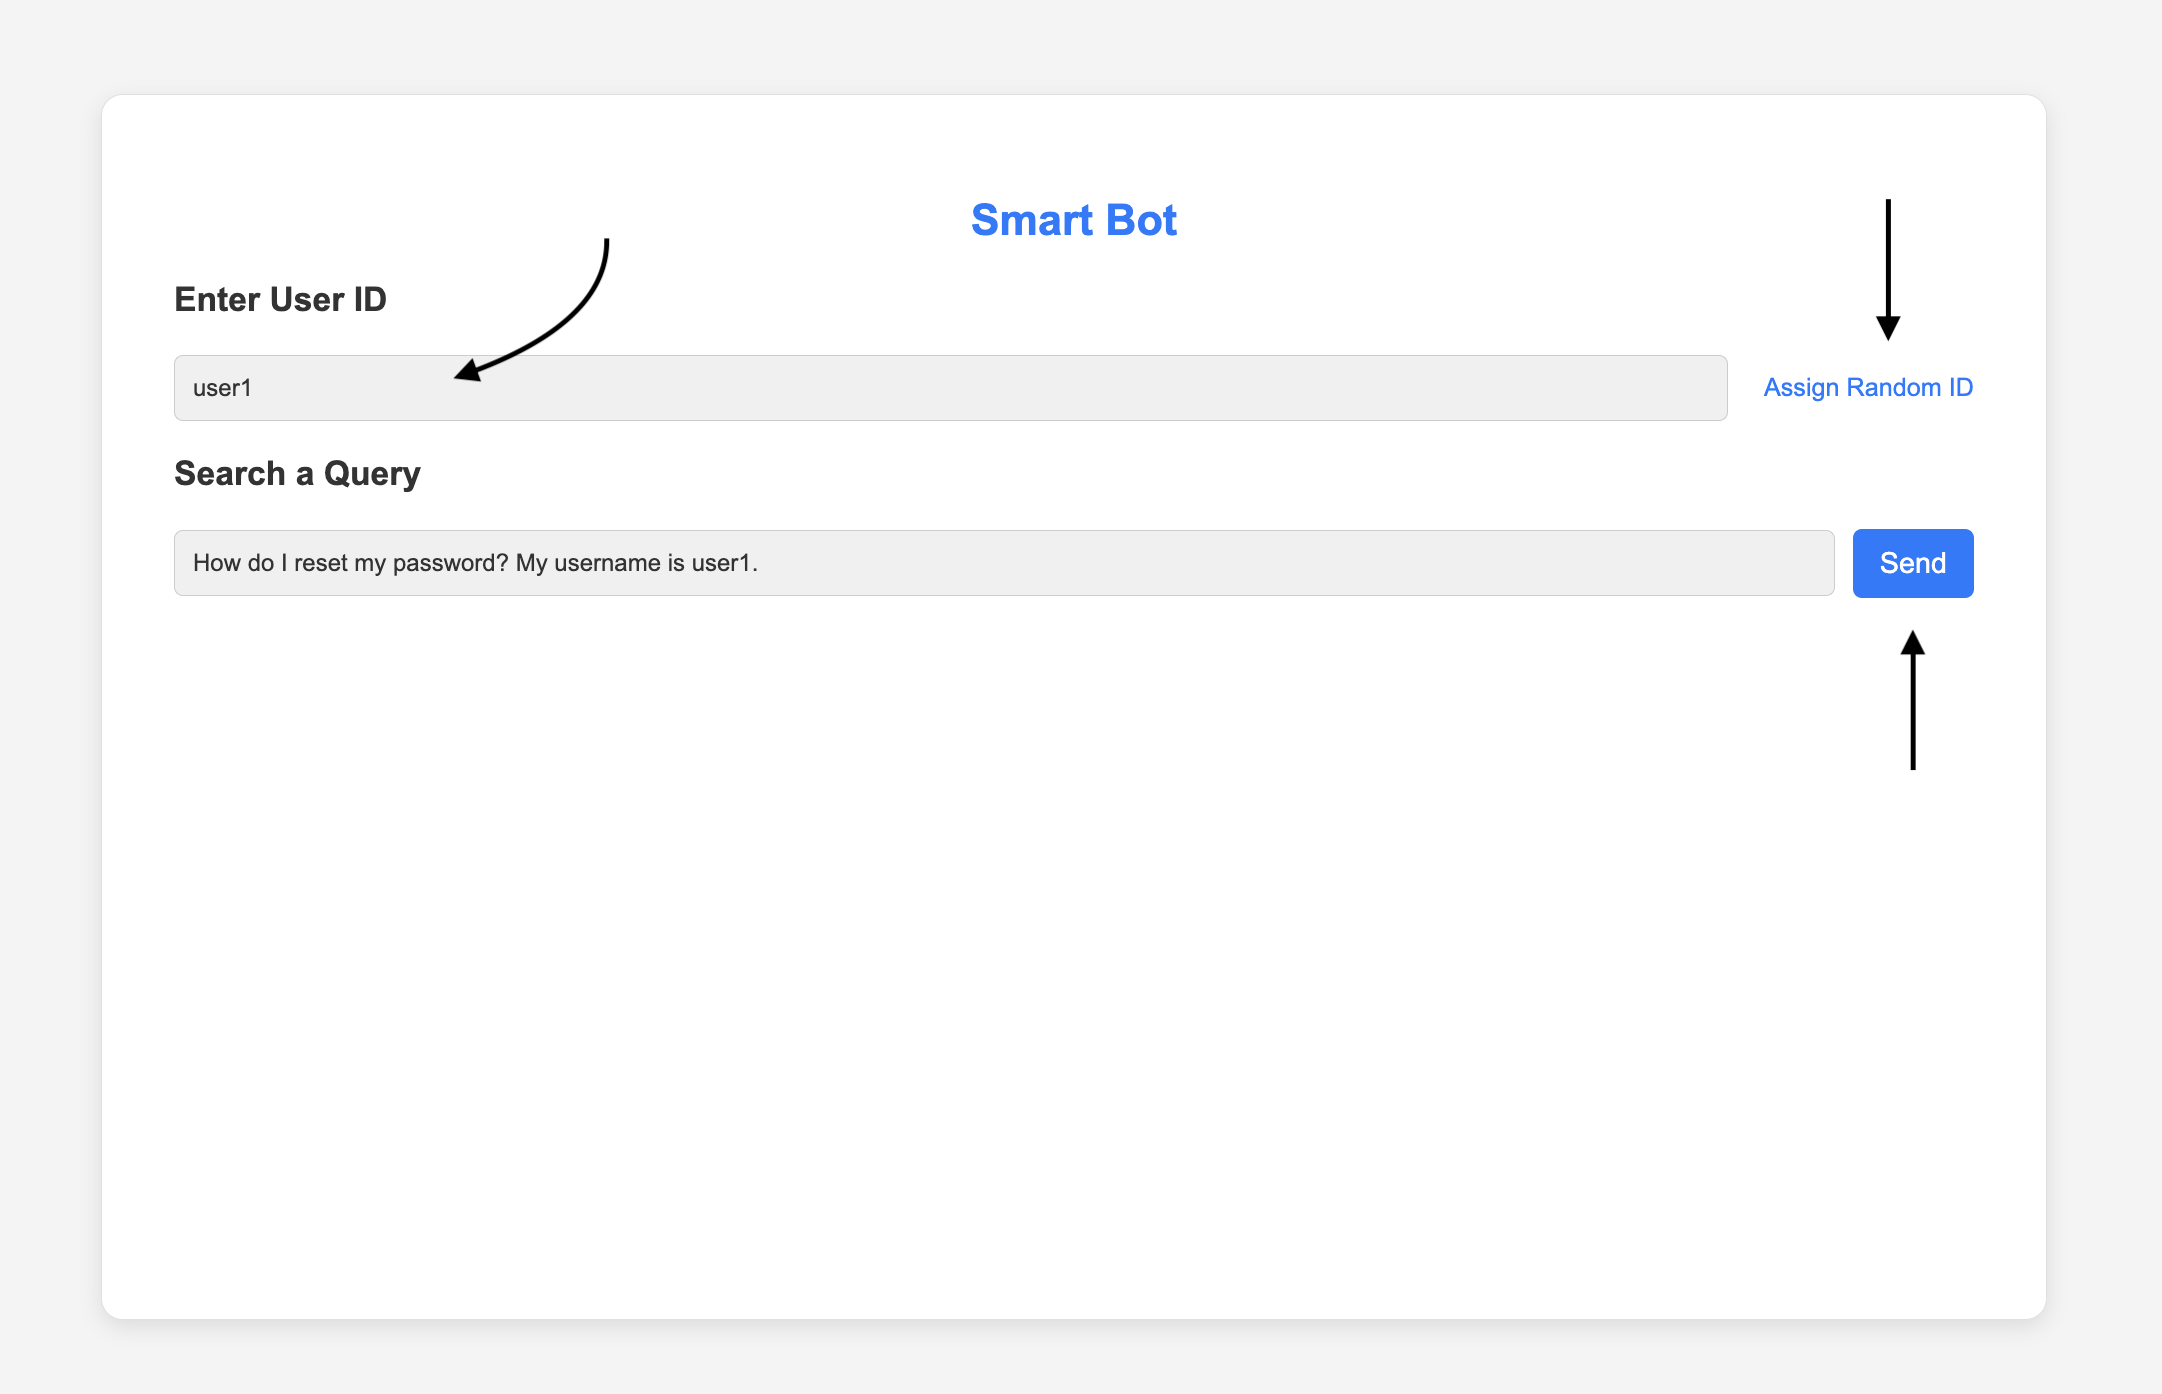 Smart Bot
Enter User ID
user1
Assign Random ID
Search a Query
How do I reset my password? My username is user1.
Send